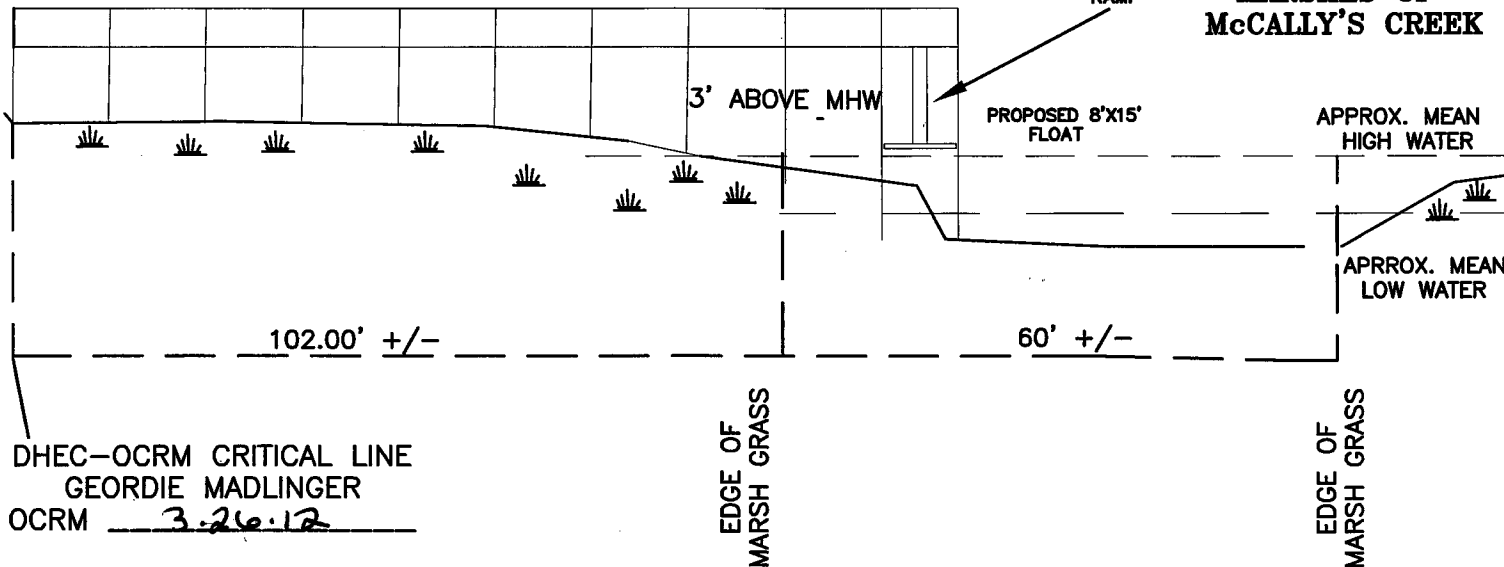 McCALLY'S CREEK
3' ABOVE MHW
PROPOSED 8'X15'
FLOAT
APPROX. MEAN
HIGH WATER
APRROX. MEAN
LOW WATER
102.00' +/-
60' +/-
DHEC-OCRM CRITICAL LINE
GEORDIE MADLINGER
OCRM 3.26.12
EDGE OF
MARSH GRASS
EDGE OF
MARSH GRASS